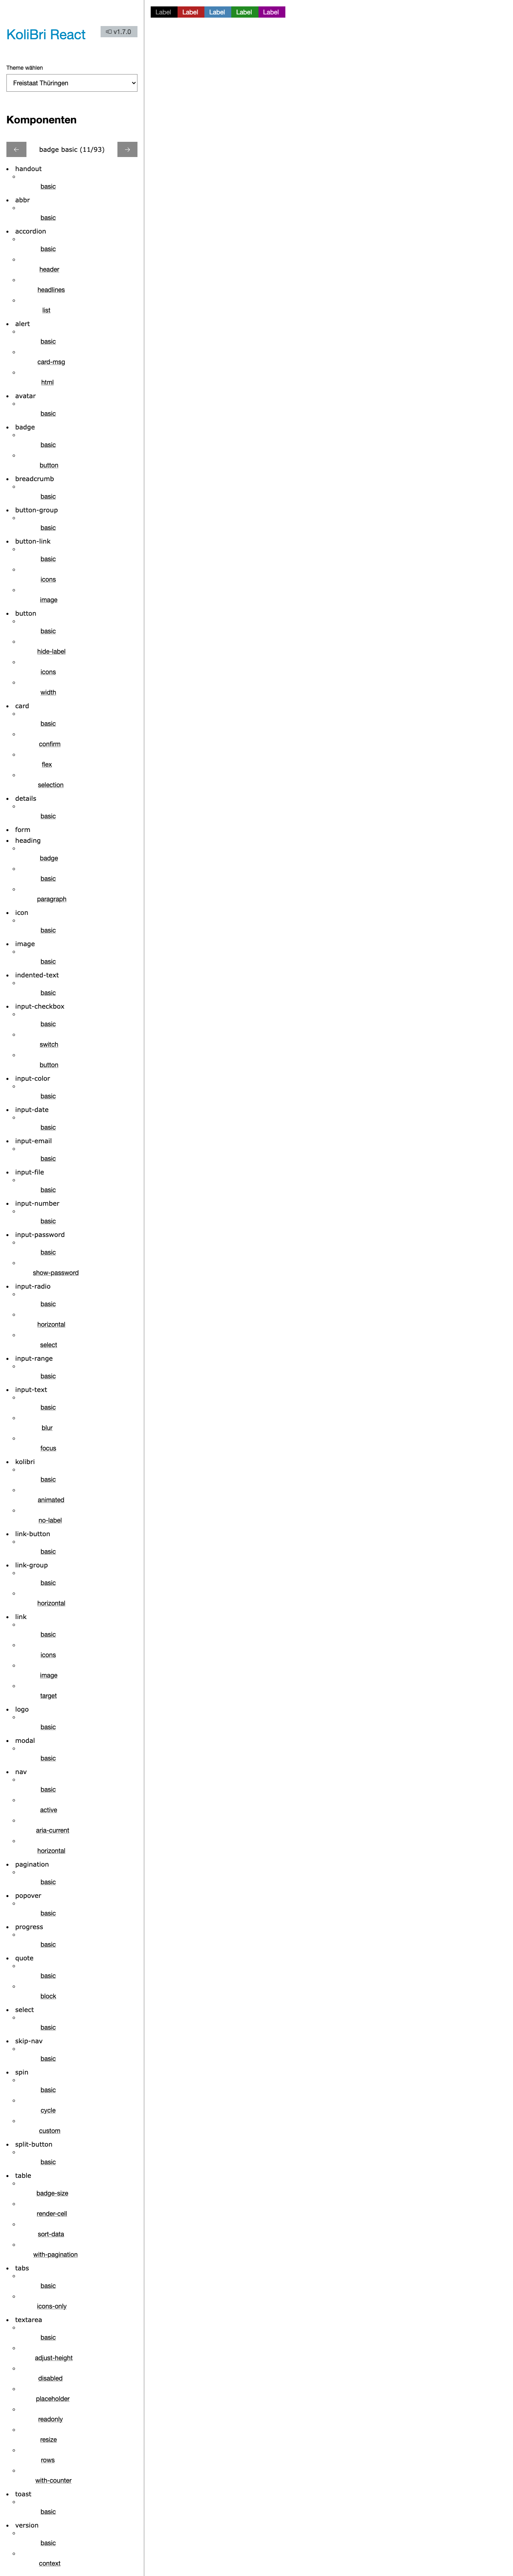 KoliBri React
v1.7.0
Theme wählen
Freistaat Thüringen
Komponenten
← badge basic (11/93) →
handout
basic
abbr
basic
accordion
basic
header
headlines
list
alert
basic
card-msg
html
avatar
basic
badge
basic
button
breadcrumb
basic
button-group
basic
button-link
basic
icons
image
button
basic
hide-label
icons
width
card
basic
confirm
flex
selection
details
basic
form
heading
badge
basic
paragraph
icon
basic
image
basic
indented-text
basic
input-checkbox
basic
switch
button
input-color
basic
input-date
basic
input-email
basic
input-file
basic
input-number
basic
input-password
basic
show-password
input-radio
basic
horizontal
select
input-range
basic
input-text
basic
blur
focus
kolibri
basic
animated
no-label
link-button
basic
link-group
basic
horizontal
link
basic
icons
image
target
logo
basic
modal
basic
nav
basic
active
aria-current
horizontal
pagination
basic
popover
basic
progress
basic
quote
basic
block
select
basic
skip-nav
basic
spin
basic
cycle
custom
split-button
basic
table
badge-size
render-cell
sort-data
with-pagination
tabs
basic
icons-only
textarea
basic
adjust-height
disabled
placeholder
readonly
resize
rows
with-counter
toast
basic
version
basic
context
Label Label Label Label Label